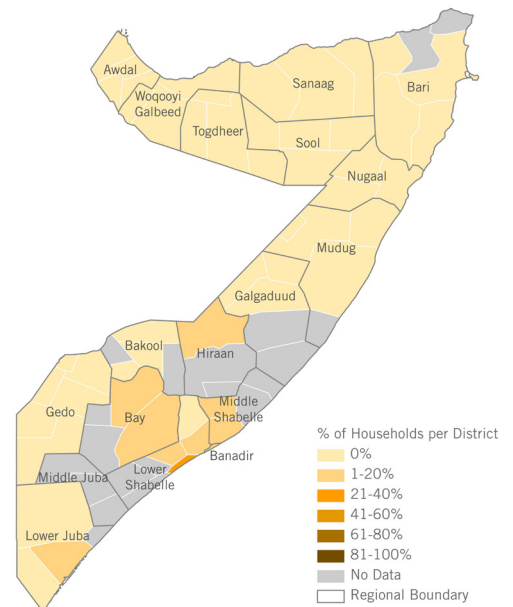 Awdal
Woqooyi
Galbeed
Togdheer
Sanaag
Sool
Bari
Nugaal
Mudug
Galgaduud
Bakool
Hiraan
Gedo
Bay
Middle
Shabelle
Banadir
Middle Juba
Lower
Shabelle
Lower Juba
% of Households per District
0%
1-20%
21-40%
41-60%
61-80%
81-100%
No Data
Regional Boundary